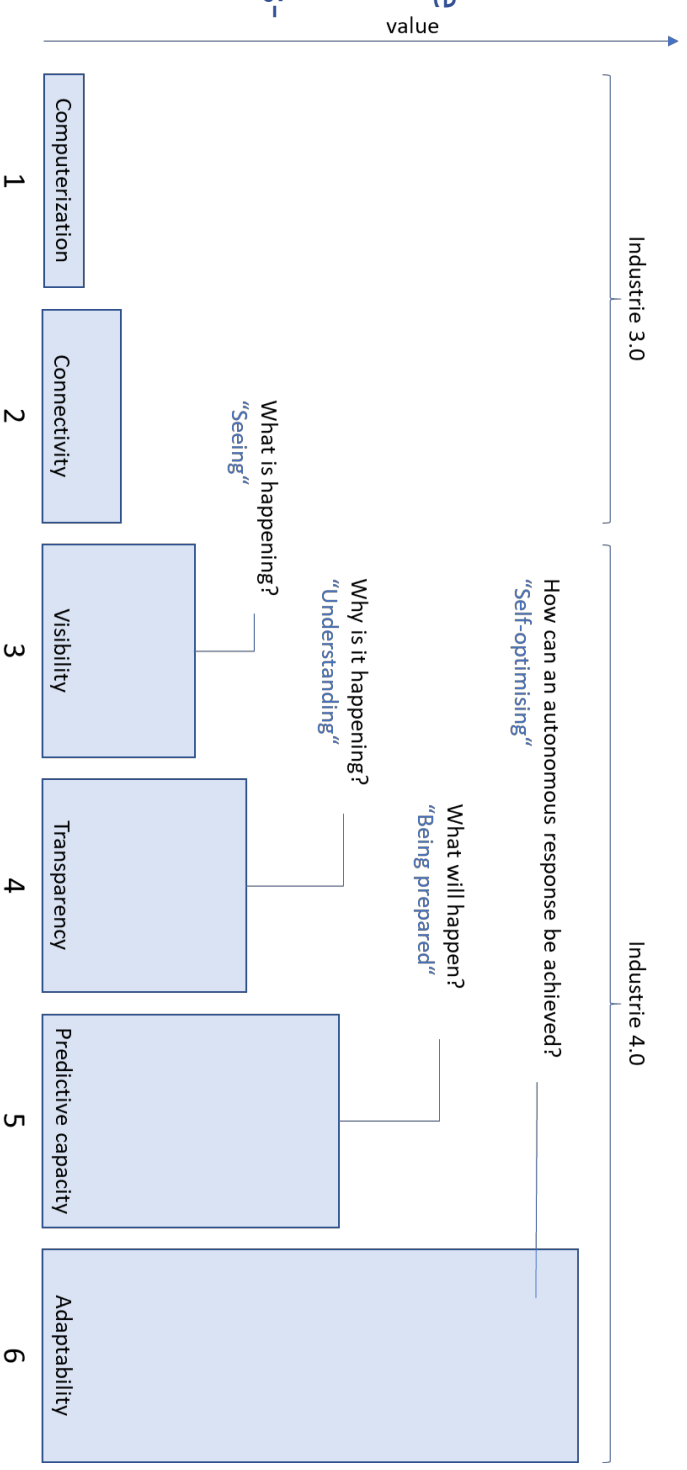 value
Industrie 3.0
Industrie 4.0
How can an autonomous response be achieved?
“Self-optimising“
What will happen?
“Being prepared“
Why is it happening?
“Understanding“
What is happening?
“Seeing“
Computerization
Connectivity
Visibility
Transparency
Predictive capacity
Adaptability
1
2
3
4
5
6